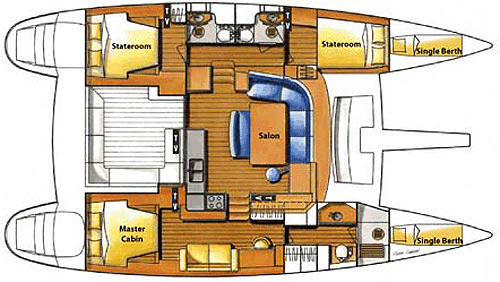 Stateroom
Stateroom
Single Berth
Salon
T.V.
Master
Cabin
Single Berth